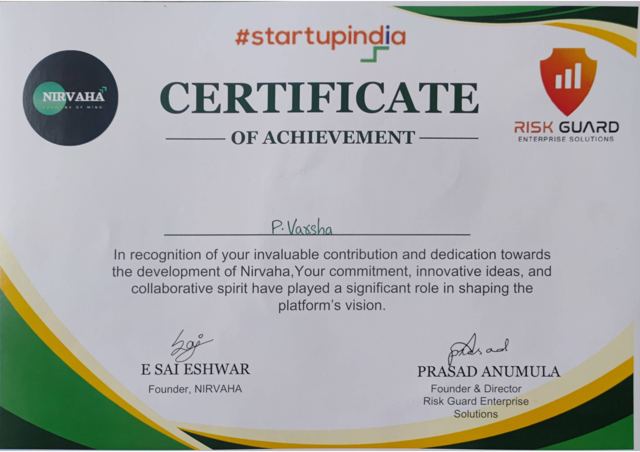 #startupindia
NIRVAHA
CERTIFICATE
OF ACHIEVEMENT
RISK GUARD
ENTERPRISE SOLUTIONS
P. Varsha
In recognition of your invaluable contribution and dedication towards
the development of Nirvaha,Your commitment, innovative ideas, and
collaborative spirit have played a significant role in shaping the
platform's vision.
Sai
E SAI ESHWAR
Founder, NIRVAHA
prasad
PRASAD ANUMULA
Founder & Director
Risk Guard Enterprise
Solutions